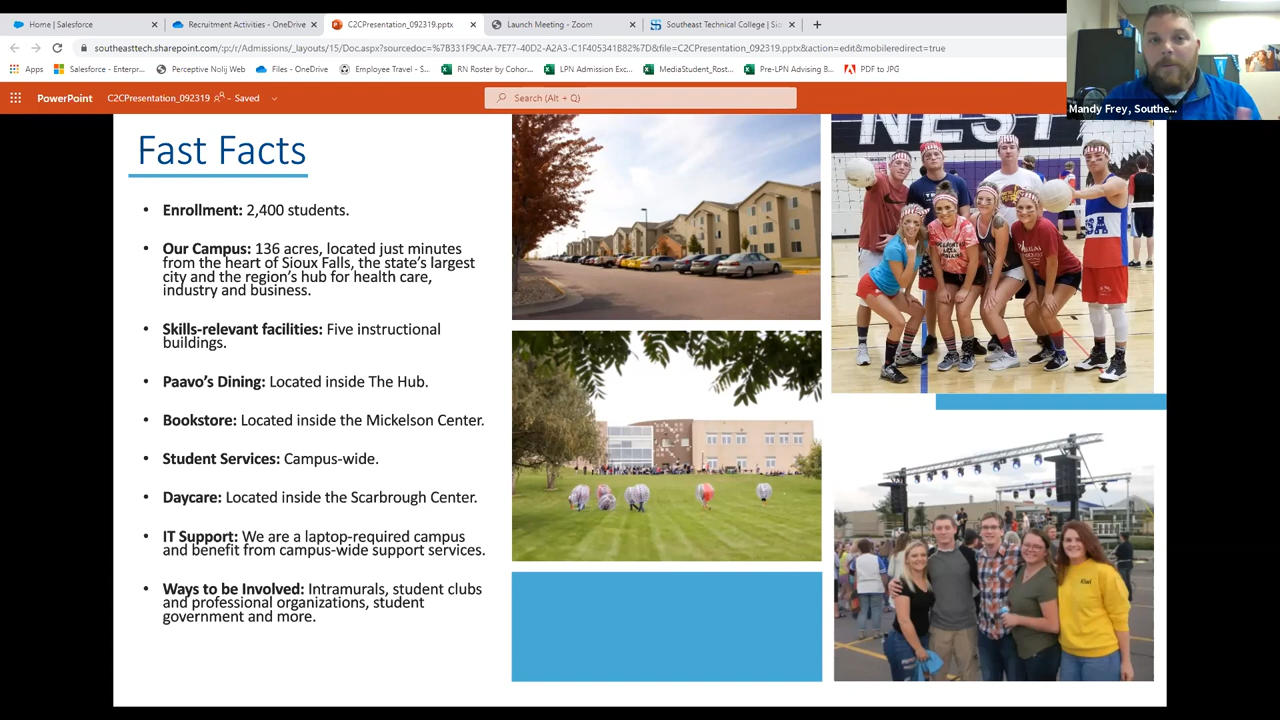 Home | Salesforce
Recruitment Activities - OneDrive
C2CPresentation_092319.pptx
Launch Meeting - Zoom
Southeast Technical College | Sio
southeasttech.sharepoint.com/:p:/r/Admissions/_layouts/15/Doc.aspx?sourcedoc=%7B331F9CAA-7E77-40D2-A2A3-C1F405341B82%7D&file=C2CPresentation_092319.pptx&action=edit&mobileredirect=true
Apps
Salesforce - Enterpr...
Perceptive Nolij Web
Files - OneDrive
Employee Travel - S...
RN Roster by Cohor...
LPN Admission Exc...
MediaStudent_Rost...
Pre-LPN Advising B...
PDF to JPG
PowerPoint
C2CPresentation_092319 - Saved
Search (Alt + Q)
Mandy Frey, Southe...
Fast Facts
• Enrollment: 2,400 students.
• Our Campus: 136 acres, located just minutes
from the heart of Sioux Falls, the state's largest
city and the region's hub for health care,
industry and business.
• Skills-relevant facilities: Five instructional
buildings.
• Paavo's Dining: Located inside The Hub.
• Bookstore: Located inside the Mickelson Center.
• Student Services: Campus-wide.
• Daycare: Located inside the Scarbrough Center.
• IT Support: We are a laptop-required campus
and benefit from campus-wide support services.
• Ways to be Involved: Intramurals, student clubs
and professional organizations, student
government and more.
NEST